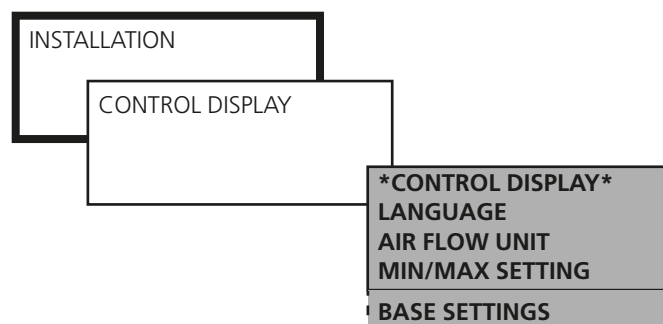 INSTALLATION
CONTROL DISPLAY
*CONTROL DISPLAY*
LANGUAGE
AIR FLOW UNIT
MIN/MAX SETTING
BASE SETTINGS